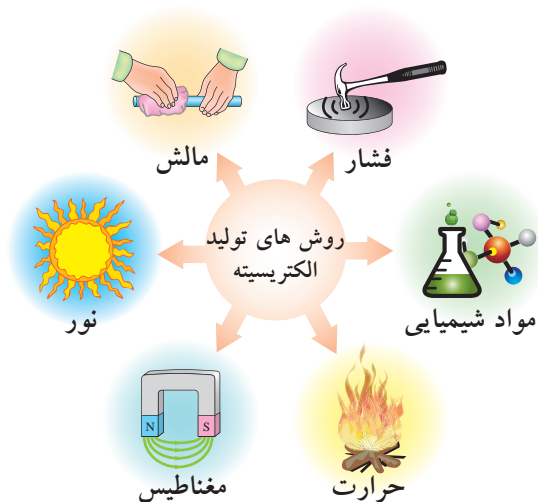 مالش
فشار
روش های تولید
الکتریسیته
نور
مواد شیمیایی
N
S
مغناطیس
حرارت